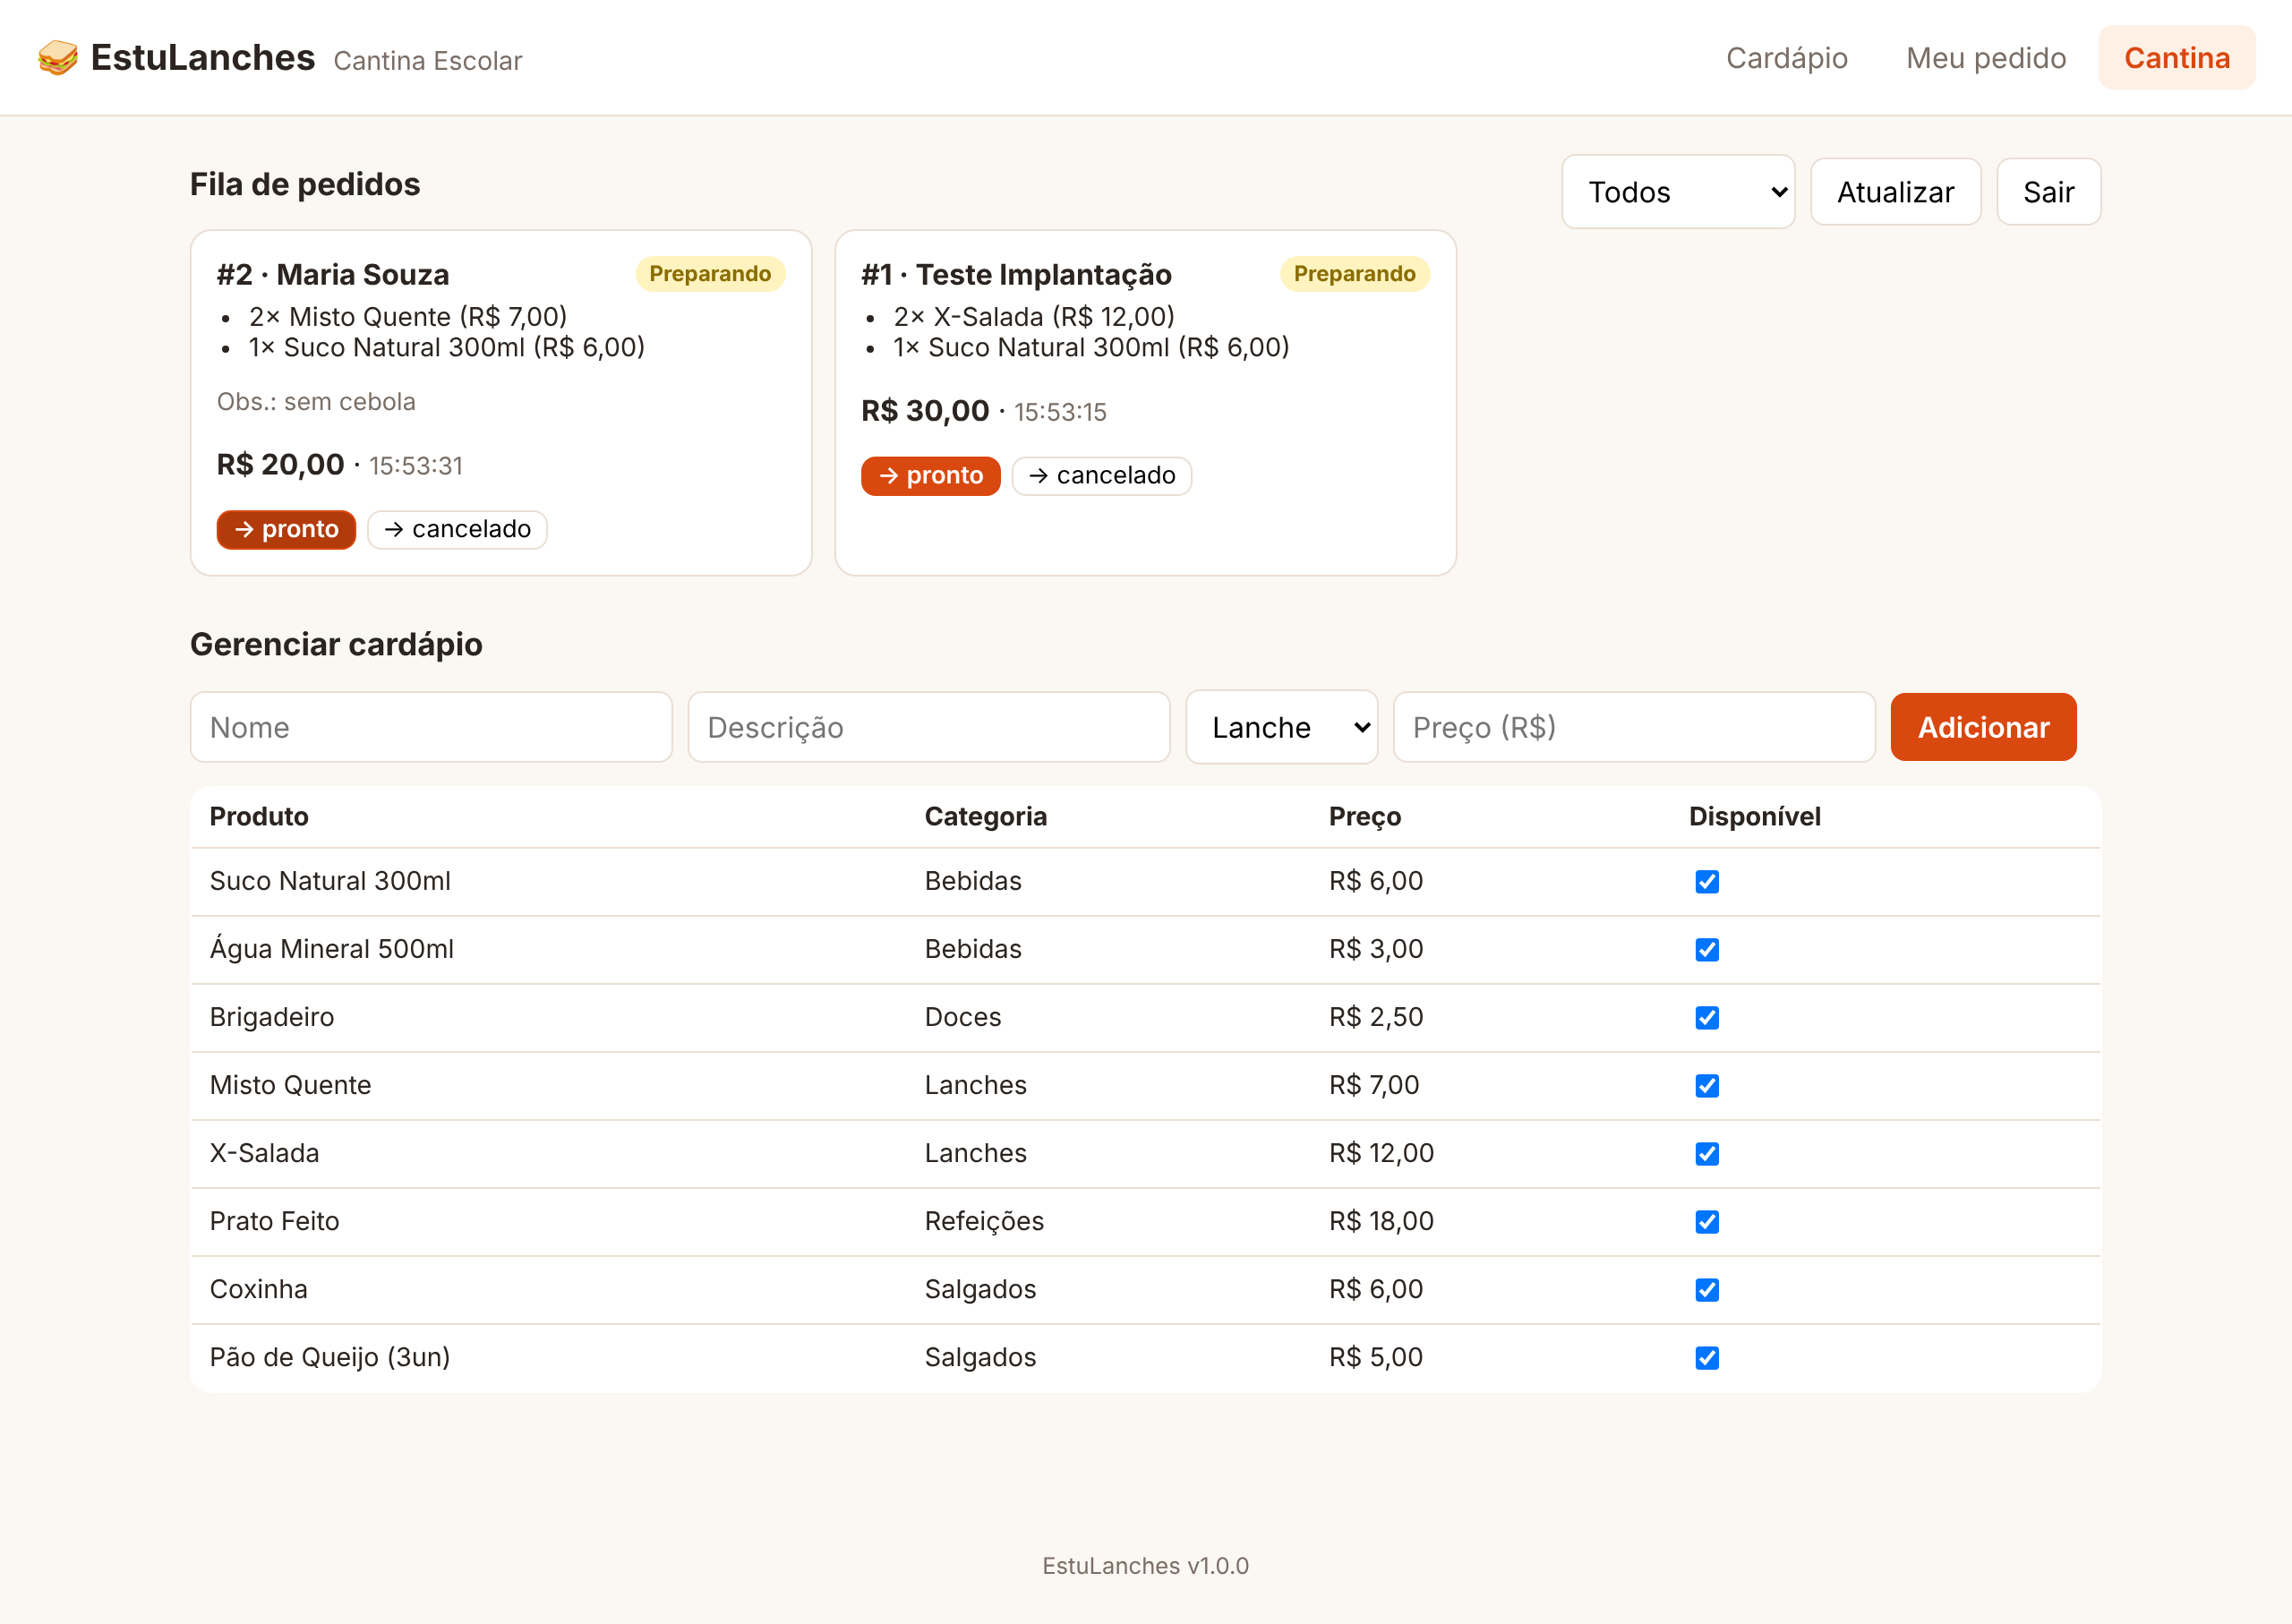 EstuLanches Cantina Escolar
Cardápio Meu pedido Cantina
Fila de pedidos
Todos Atualizar Sair
#2 · Maria Souza Preparando
• 2× Misto Quente (R$ 7,00)
• 1× Suco Natural 300ml (R$ 6,00)
Obs.: sem cebola
R$ 20,00 · 15:53:31
→ pronto → cancelado
#1 · Teste Implantação Preparando
• 2× X-Salada (R$ 12,00)
• 1× Suco Natural 300ml (R$ 6,00)
R$ 30,00 · 15:53:15
→ pronto → cancelado
Gerenciar cardápio
Nome Descrição Lanche Preço (R$) Adicionar
Produto Categoria Preço Disponível
Suco Natural 300ml Bebidas R$ 6,00
Água Mineral 500ml Bebidas R$ 3,00
Brigadeiro Doces R$ 2,50
Misto Quente Lanches R$ 7,00
X-Salada Lanches R$ 12,00
Prato Feito Refeições R$ 18,00
Coxinha Salgados R$ 6,00
Pão de Queijo (3un) Salgados R$ 5,00
EstuLanches v1.0.0